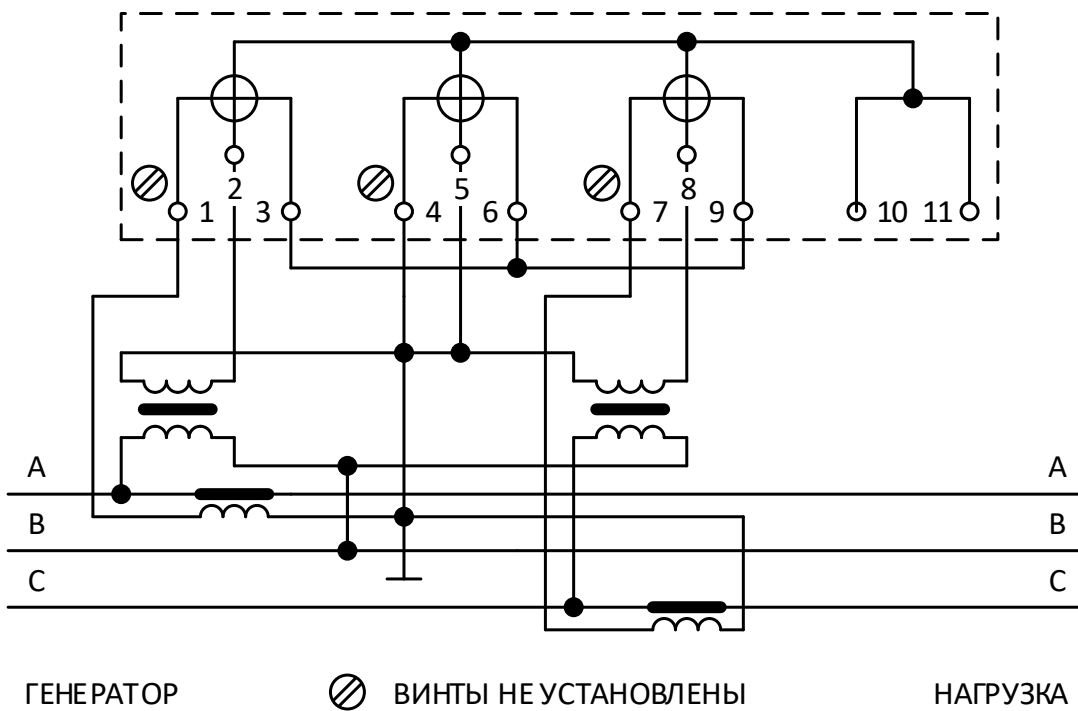 2 5 8
1 3 4 6 7 9 10 11
А А
В В
С С
ГЕНЕРАТОР ВИНТЫ НЕ УСТАНОВЛЕНЫ НАГРУЗКА